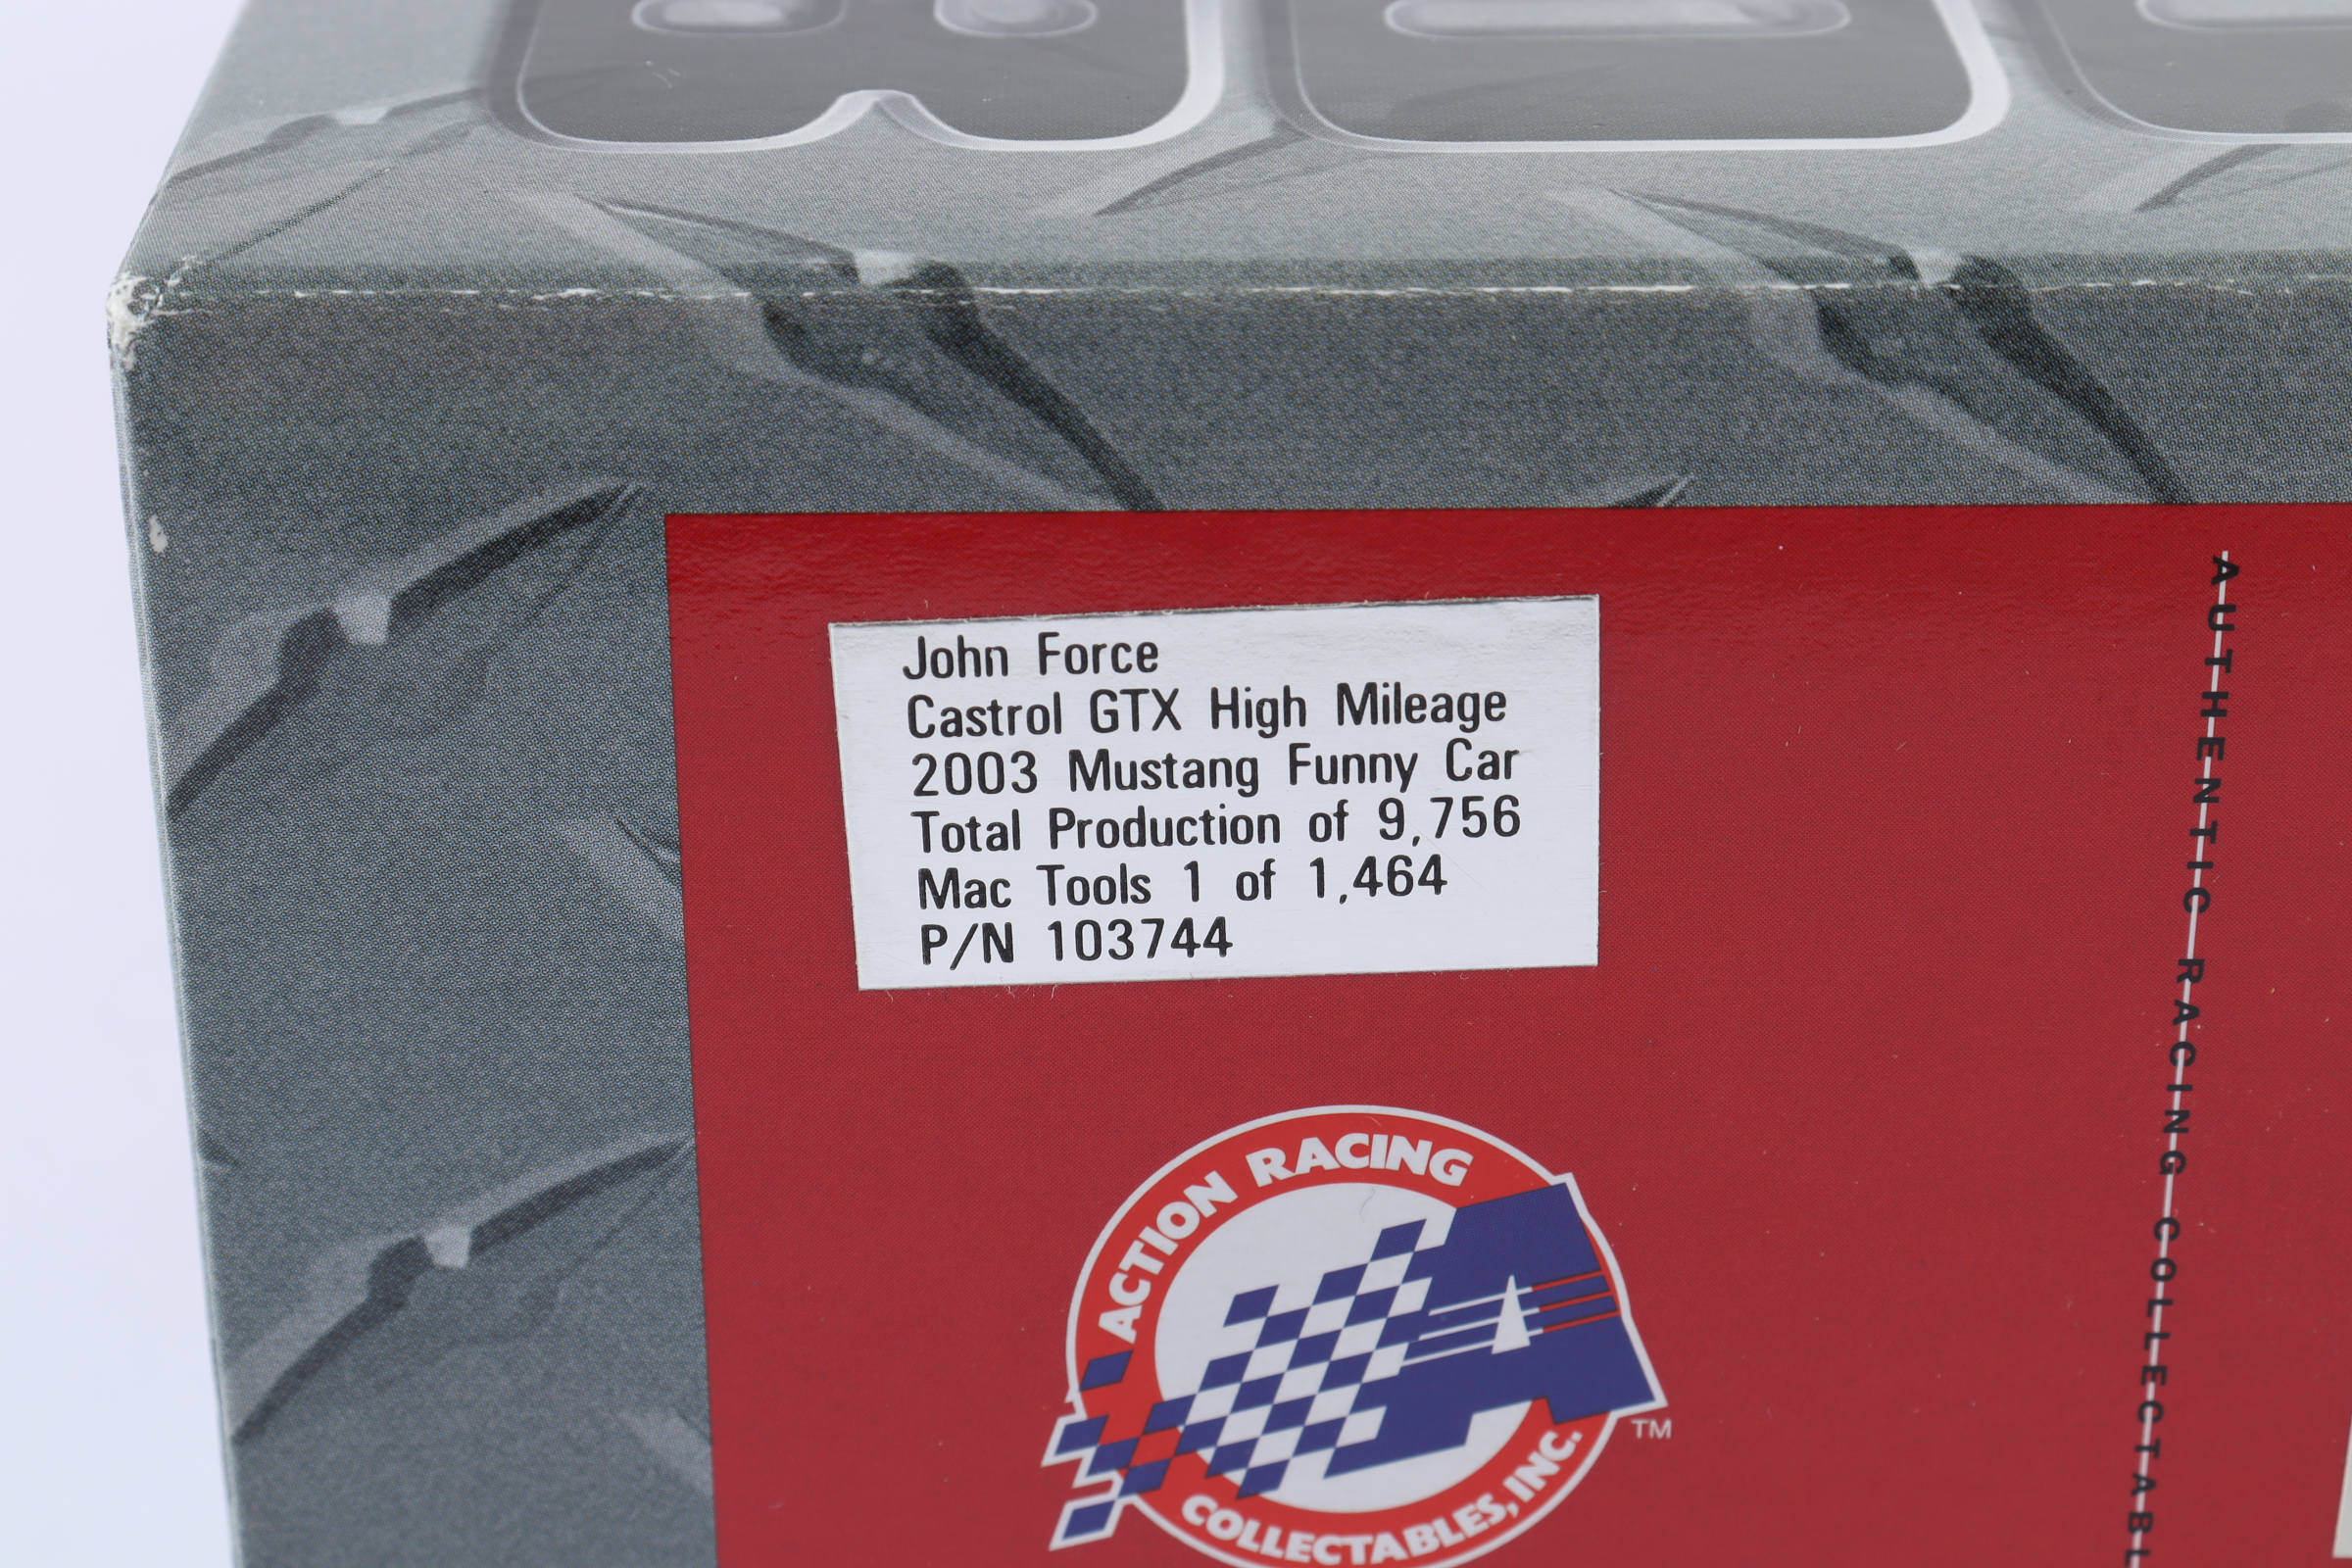 John Force
Castrol GTX High Mileage
2003 Mustang Funny Car
Total Production of 9,756
Mac Tools 1 of 1,464
P/N 103744
ACTION RACING
COLLECTABLES, INC.
TM
AUTHENTIC RACING COLLECTABL